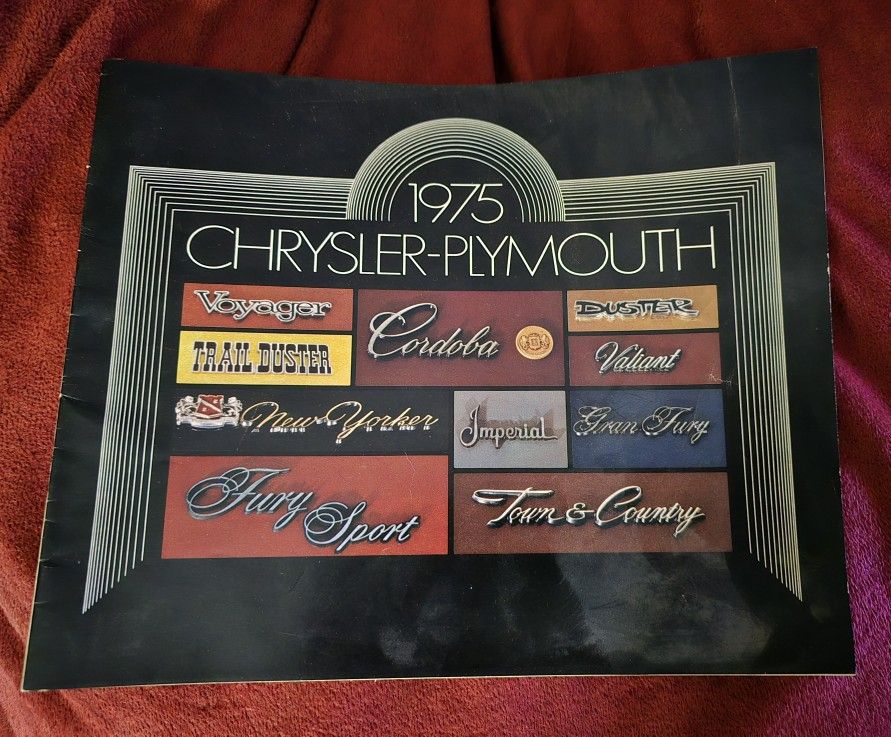 1975
CHRYSLER-PLYMOUTH
Voyager
Cordoba
DUSTER
TRAIL DUSTER
Valiant
New Yorker
Imperial
Gran Fury
Fury
Sport
Town & Country